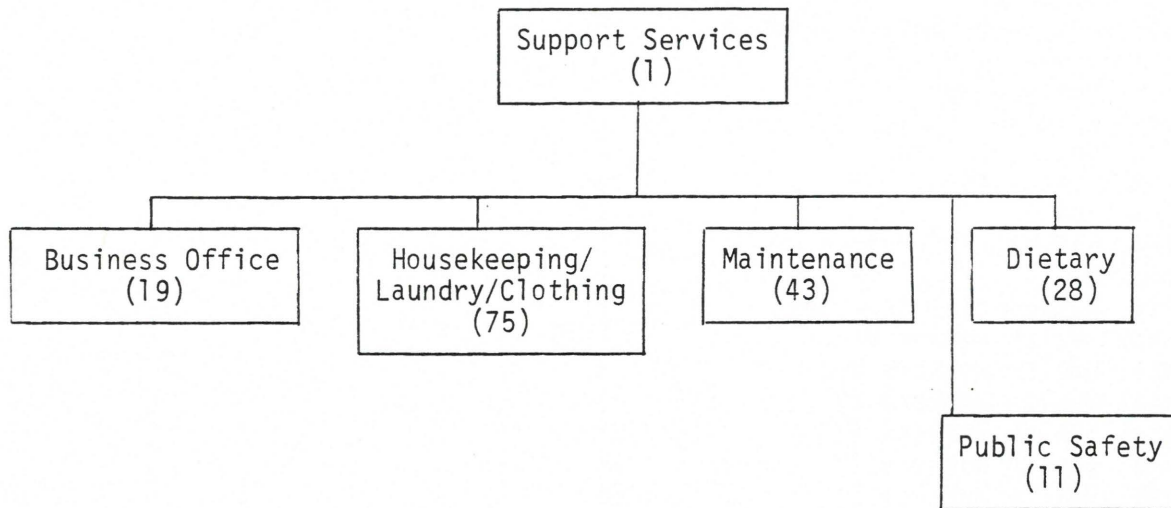 Support Services
(1)
Business Office
(19)
Housekeeping/
Laundry/Clothing
(75)
Maintenance
(43)
Dietary
(28)
Public Safety
(11)